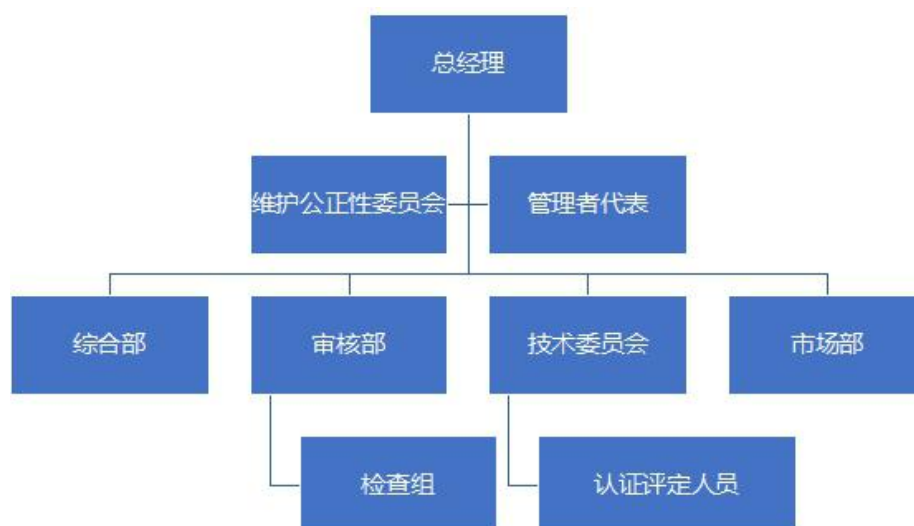 总经理
维护公正性委员会
管理者代表
综合部
审核部
技术委员会
市场部
检查组
认证评定人员